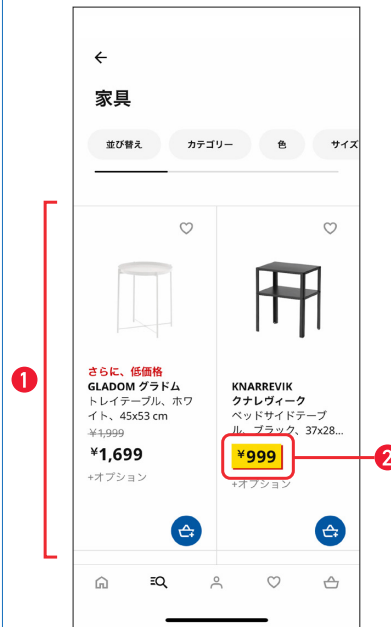 家具
並び替え
カテゴリー
色
サイズ
さらに、低価格
GLADOM グラドム
トレイテーブル、ホワ
イト、45x53 cm
¥1,999
¥1,699
+オプション
KNARREVIK
クナレヴィーク
ベッドサイドテーブ
ル、ブラック、37x28...
¥999
+オプション
1
2